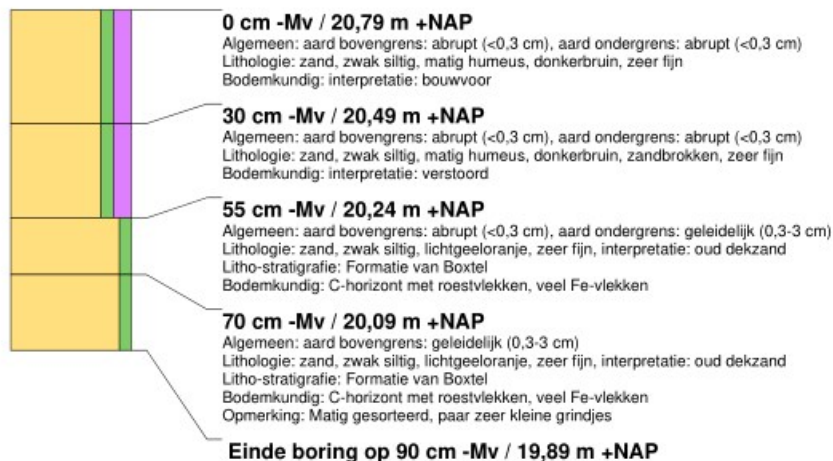 0 cm -Mv / 20,79 m +NAP
Algemeen: aard bovengrens: abrupt (<0,3 cm), aard ondergrens: abrupt (<0,3 cm)
Lithologie: zand, zwak siltig, matig humeus, donkerbruin, zeer fijn
Bodemkundig: interpretatie: bouwvoor
30 cm -Mv / 20,49 m +NAP
Algemeen: aard bovengrens: abrupt (<0,3 cm), aard ondergrens: abrupt (<0,3 cm)
Lithologie: zand, zwak siltig, matig humeus, donkerbruin, zandbrokken, zeer fijn
Bodemkundig: interpretatie: verstoord
55 cm -Mv / 20,24 m +NAP
Algemeen: aard bovengrens: abrupt (<0,3 cm), aard ondergrens: geleidelijk (0,3-3 cm)
Lithologie: zand, zwak siltig, lichtgeeloranje, zeer fijn, interpretatie: oud dekzand
Litho-stratigrafie: Formatie van Boxtel
Bodemkundig: C-horizont met roestvlekken, veel Fe-vlekken
70 cm -Mv / 20,09 m +NAP
Algemeen: aard bovengrens: geleidelijk (0,3-3 cm)
Lithologie: zand, zwak siltig, lichtgeeloranje, zeer fijn, interpretatie: oud dekzand
Litho-stratigrafie: Formatie van Boxtel
Bodemkundig: C-horizont met roestvlekken, veel Fe-vlekken
Opmerking: Matig gesorteerd, paar zeer kleine grindjes
Einde boring op 90 cm -Mv / 19,89 m +NAP